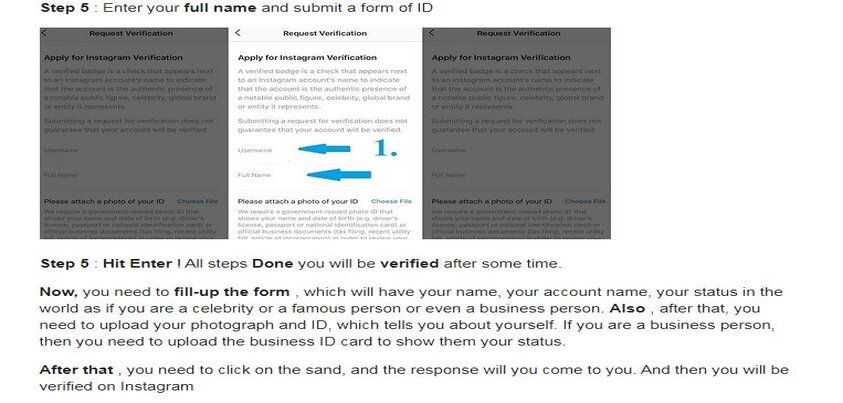 Step 5 : Enter your full name and submit a form of ID
Request Verification
Apply for Instagram Verification
A verified badge is a check that appears next
to an Instagram account's name to indicate
that the account is the authentic presence of
a notable public figure, celebrity, global brand
or entity it represents.
Submitting a request for verification does not
guarantee that your account will be verified.
Username
Full Name
Please attach a photo of your ID Choose File
We require a government-issued photo ID that
shows your name and date of birth (e.g. driver's
license, passport or national identification card) or
official business documents (tax filing, recent utility
Request Verification
Apply for Instagram Verification
A verified badge is a check that appears next
to an Instagram account's name to indicate
that the account is the authentic presence of
a notable public figure, celebrity, global brand
or entity it represents.
Submitting a request for verification does not
guarantee that your account will be verified.
Username 1.
Full Name
Please attach a photo of your ID Choose File
We require a government-issued photo ID that
shows your name and date of birth (e.g. driver's
license, passport or national identification card) or
official business documents (tax filing, recent utility
bill, article of incorporation) in order to review your
Request Verification
Apply for Instagram Verification
A verified badge is a check that appears next
to an Instagram account's name to indicate
that the account is the authentic presence of
a notable public figure, celebrity, global brand
or entity it represents.
Submitting a request for verification does not
guarantee that your account will be verified.
Username
Full Name
Please attach a photo of your ID Choose File
We require a government-issued photo ID that
shows your name and date of birth (e.g. driver's
license, passport or national identification card) or
official business documents (tax filing, recent utility
Step 5 : Hit Enter ! All steps Done you will be verified after some time.
Now, you need to fill-up the form , which will have your name, your account name, your status in the
world as if you are a celebrity or a famous person or even a business person. Also , after that, you
need to upload your photograph and ID, which tells you about yourself. If you are a business person,
then you need to upload the business ID card to show them your status.
After that , you need to click on the sand, and the response will you come to you. And then you will be
verified on Instagram